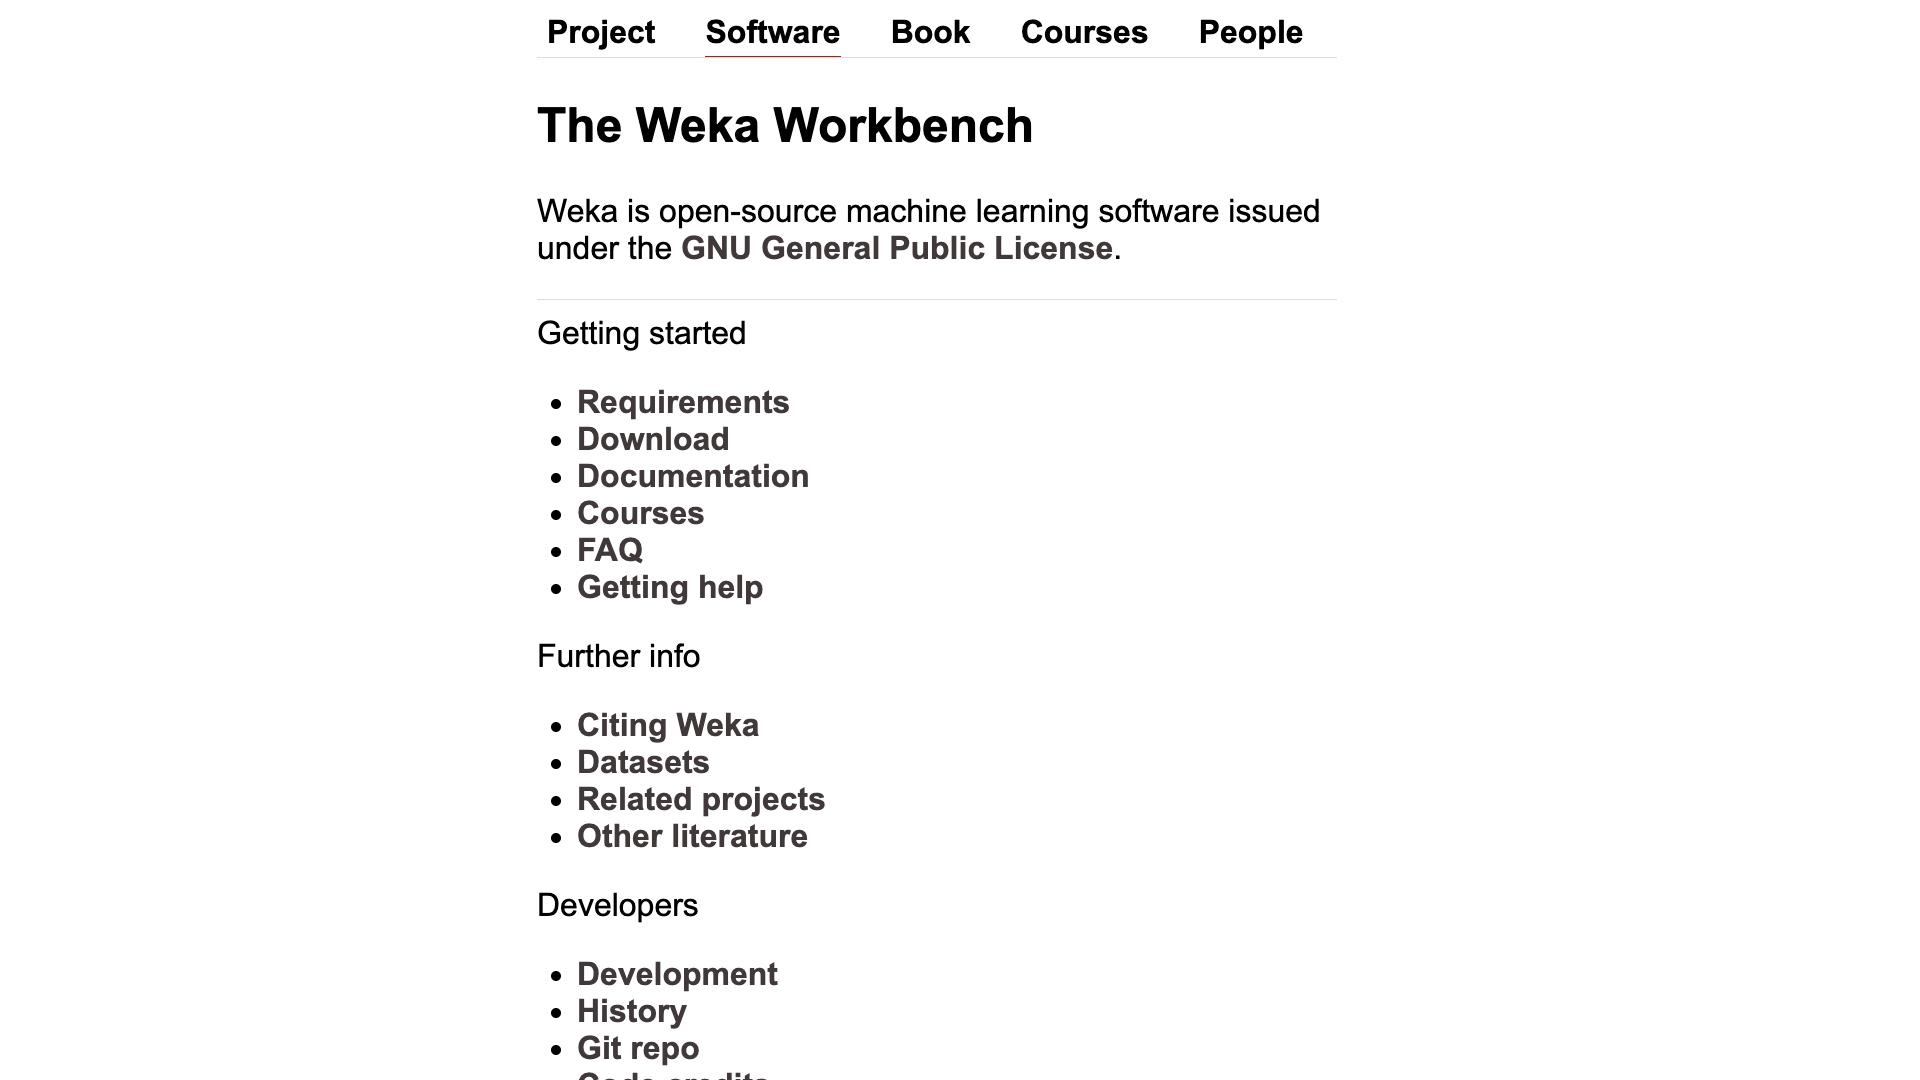 Project Software Book Courses People
The Weka Workbench
Weka is open-source machine learning software issued
under the GNU General Public License.
Getting started
Requirements
Download
Documentation
Courses
FAQ
Getting help
Further info
Citing Weka
Datasets
Related projects
Other literature
Developers
Development
History
Git repo
Code credits